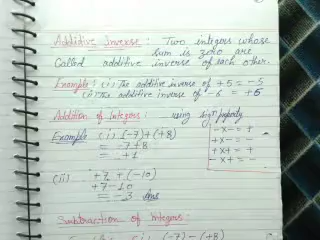 Additive Inverse : Two integers whose
sum is zero are
Called additive inverse of each other.
Example : (i) The additive inverse of +5 = -5
(ii) The additive inverse of -6 = +6
Addition of Integers : using sign property
Example (i) (-7)+(+8)
= -7+8
= +1
- x - = +
+ x - = -
+ x + = +
- x + = -
(ii) +7 + (-10)
+7-10
= -3 Ans
Subtraction of Integers :
(i) (-7) - (+8)